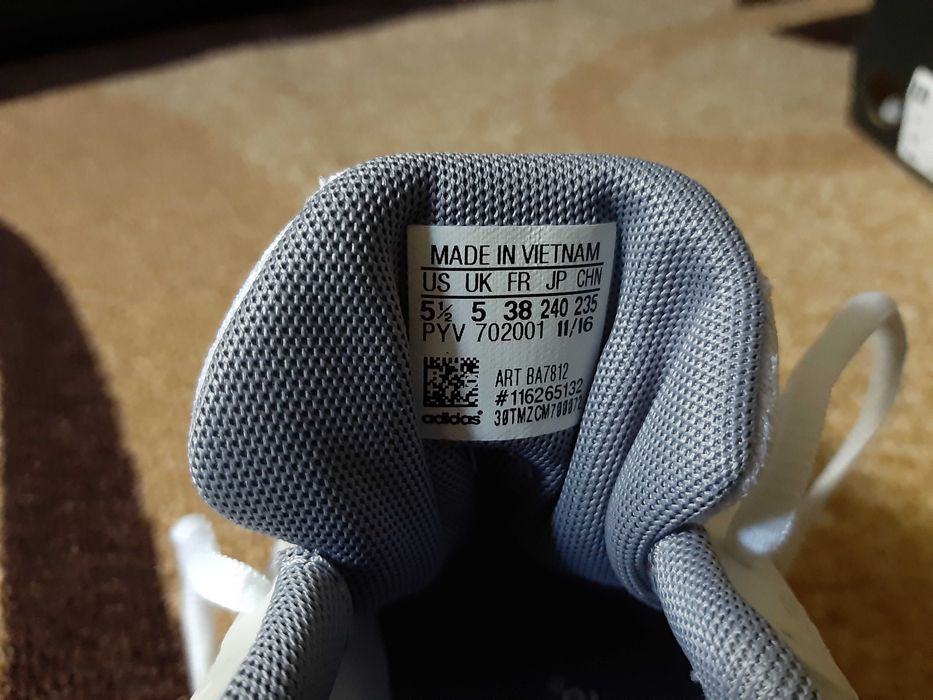 MADE IN VIETNAM
US UK FR JP CHN
5½ 5 38 240 235
PYV 702001 11/16
ART BA7812
#116265132
adidas